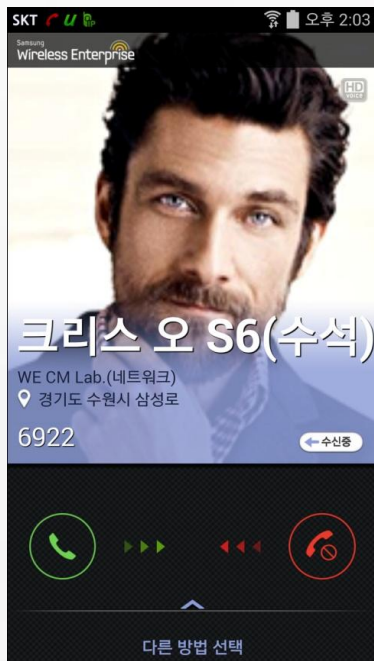 SKT
오후 2:03
Samsung
Wireless Enterprise
HD
VOICE
크리스 오 S6(수석)
WE CM Lab.(네트워크)
경기도 수원시 삼성로
6922
수신중
다른 방법 선택